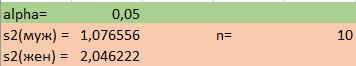 alpha= 0,05
s2(муж) = 1,076556 n= 10
s2(жен) = 2,046222